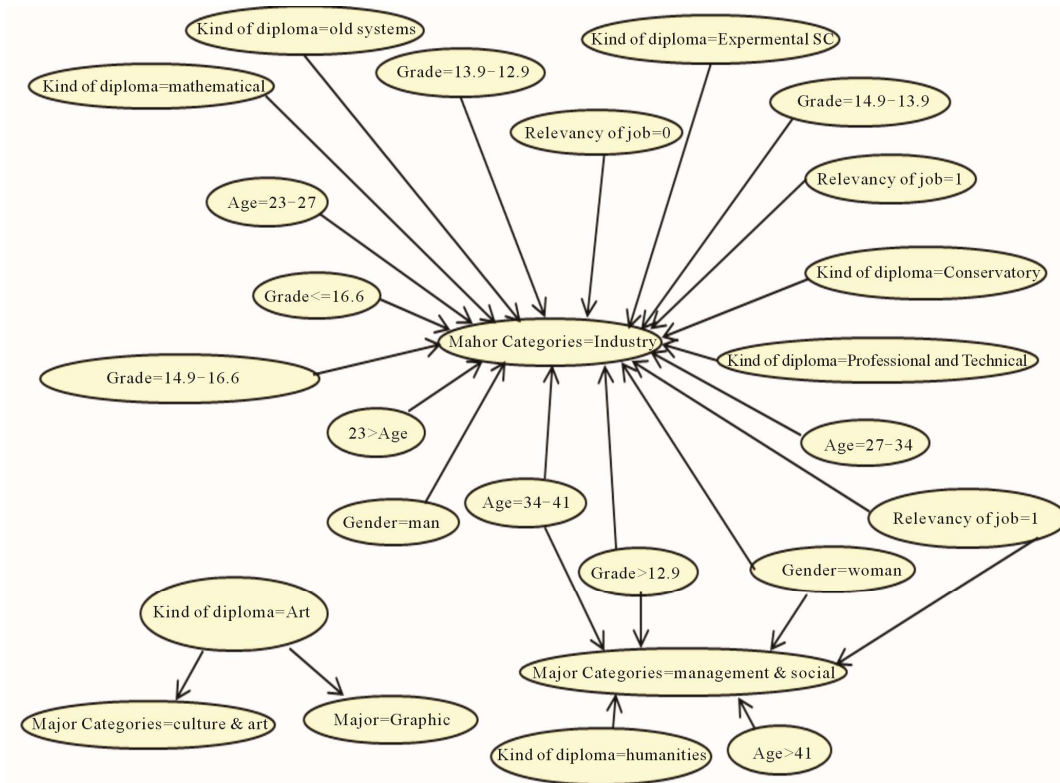 Kind of diploma=old systems
Kind of diploma=Expermental SC
Grade=13.9-12.9
Kind of diploma=mathematical
Grade=14.9-13.9
Relevancy of job=0
Relevancy of job=1
Age=23-27
Kind of diploma=Conservatory
Grade<=16.6
Mahor Categories=Industry
Kind of diploma=Professional and Technical
Grade=14.9-16.6
23>Age
Age=27-34
Age=34-41
Gender=man
Relevancy of job=1
Grade>12.9
Gender=woman
Kind of diploma=Art
Major Categories=management & social
Major Categories=culture & art
Major=Graphic
Kind of diploma=humanities
Age>41